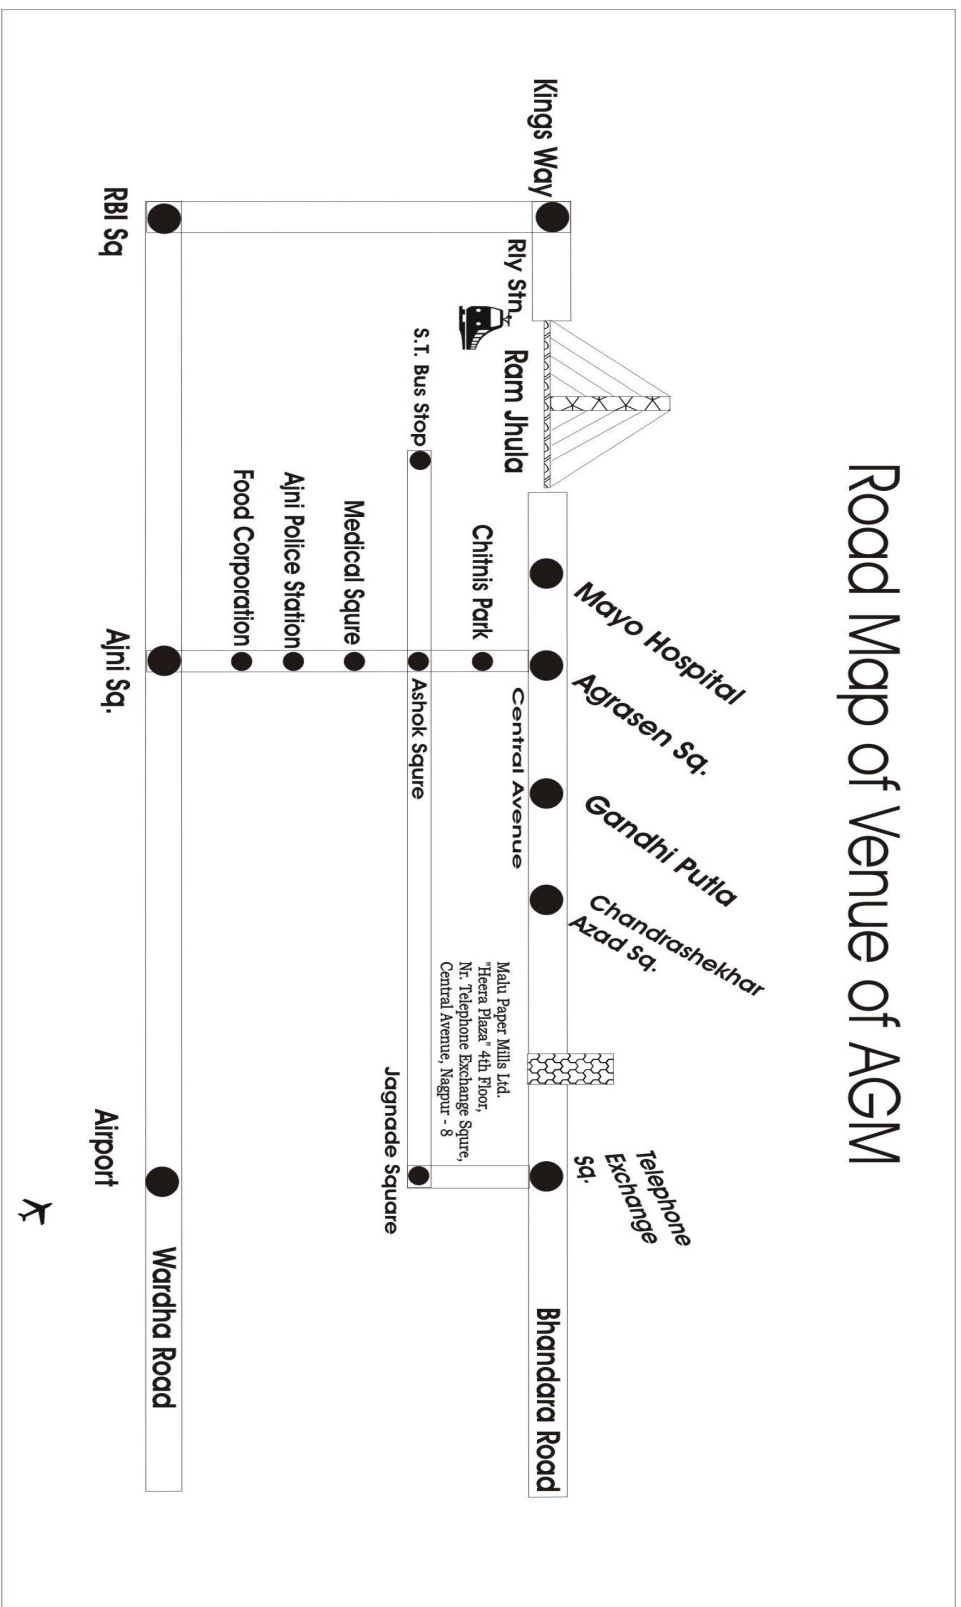 Road Map of Venue of AGM
Kings Way
Rly Stn.
Ram Jhula
Mayo Hospital
Agrasen Sq.
Gandhi Putla
Chandrashekhar
Azad Sq.
Telephone
Exchange
sq.
Bhandara Road
Central Avenue
Chitnis Park
S.T. Bus Stop
Ashok Squre
Malu Paper Mills Ltd.
"Heera Plaza" 4th Floor,
Nr. Telephone Exchange Squre,
Central Avenue, Nagpur - 8
Jagnade Square
Medical Squre
Ajni Police Station
Food Corporation
RBI Sq
Ajni Sq.
Airport
Wardha Road